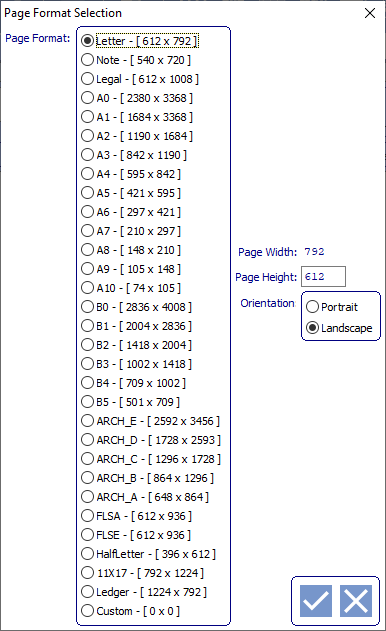 Page Format Selection
Page Format:
Letter - [ 612 x 792 ]
Note - [ 540 x 720 ]
Legal - [ 612 x 1008 ]
A0 - [ 2380 x 3368 ]
A1 - [ 1684 x 3368 ]
A2 - [ 1190 x 1684 ]
A3 - [ 842 x 1190 ]
A4 - [ 595 x 842 ]
A5 - [ 421 x 595 ]
A6 - [ 297 x 421 ]
A7 - [ 210 x 297 ]
A8 - [ 148 x 210 ]
A9 - [ 105 x 148 ]
A10 - [ 74 x 105 ]
B0 - [ 2836 x 4008 ]
B1 - [ 2004 x 2836 ]
B2 - [ 1418 x 2004 ]
B3 - [ 1002 x 1418 ]
B4 - [ 709 x 1002 ]
B5 - [ 501 x 709 ]
ARCH_E - [ 2592 x 3456 ]
ARCH_D - [ 1728 x 2593 ]
ARCH_C - [ 1296 x 1728 ]
ARCH_B - [ 864 x 1296 ]
ARCH_A - [ 648 x 864 ]
FLSA - [ 612 x 936 ]
FLSE - [ 612 x 936 ]
HalfLetter - [ 396 x 612 ]
11X17 - [ 792 x 1224 ]
Ledger - [ 1224 x 792 ]
Custom - [ 0 x 0 ]
Page Width: 792
Page Height: 612
Orientation
Portrait
Landscape